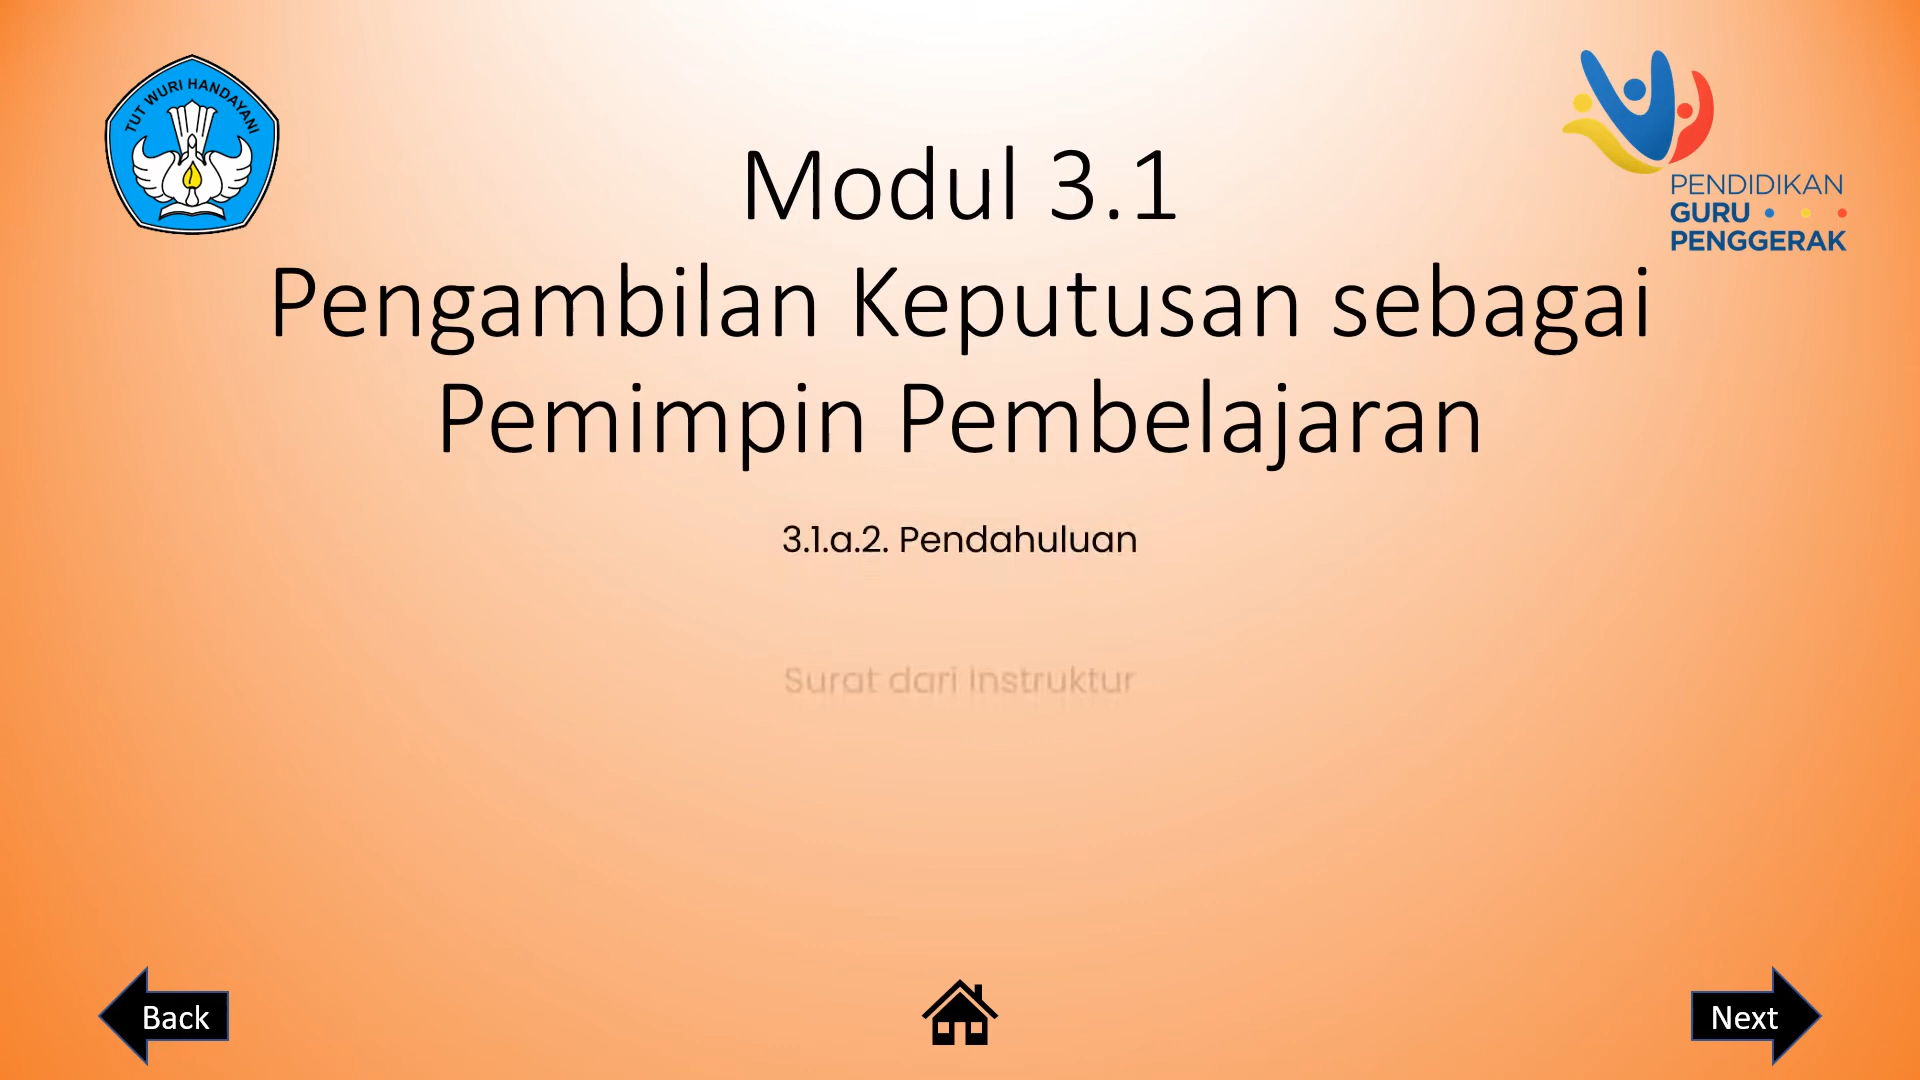 TUT WURI HANDAYANI
PENDIDIKAN
GURU
PENGGERAK
Modul 3.1
Pengambilan Keputusan sebagai
Pemimpin Pembelajaran
3.1.a.2. Pendahuluan
Surat dari Instruktur
Back
Next